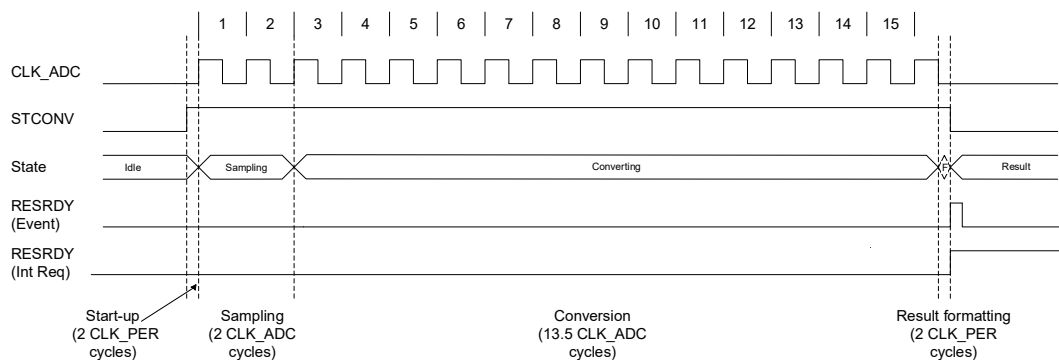 1 2 3 4 5 6 7 8 9 10 11 12 13 14 15
CLK_ADC
STCONV
State Idle Sampling Converting F Result
RESRDY
(Event)
RESRDY
(Int Req)
Start-up
(2 CLK_PER
cycles)
Sampling
(2 CLK_ADC
cycles)
Conversion
(13.5 CLK_ADC
cycles)
Result formatting
(2 CLK_PER
cycles)